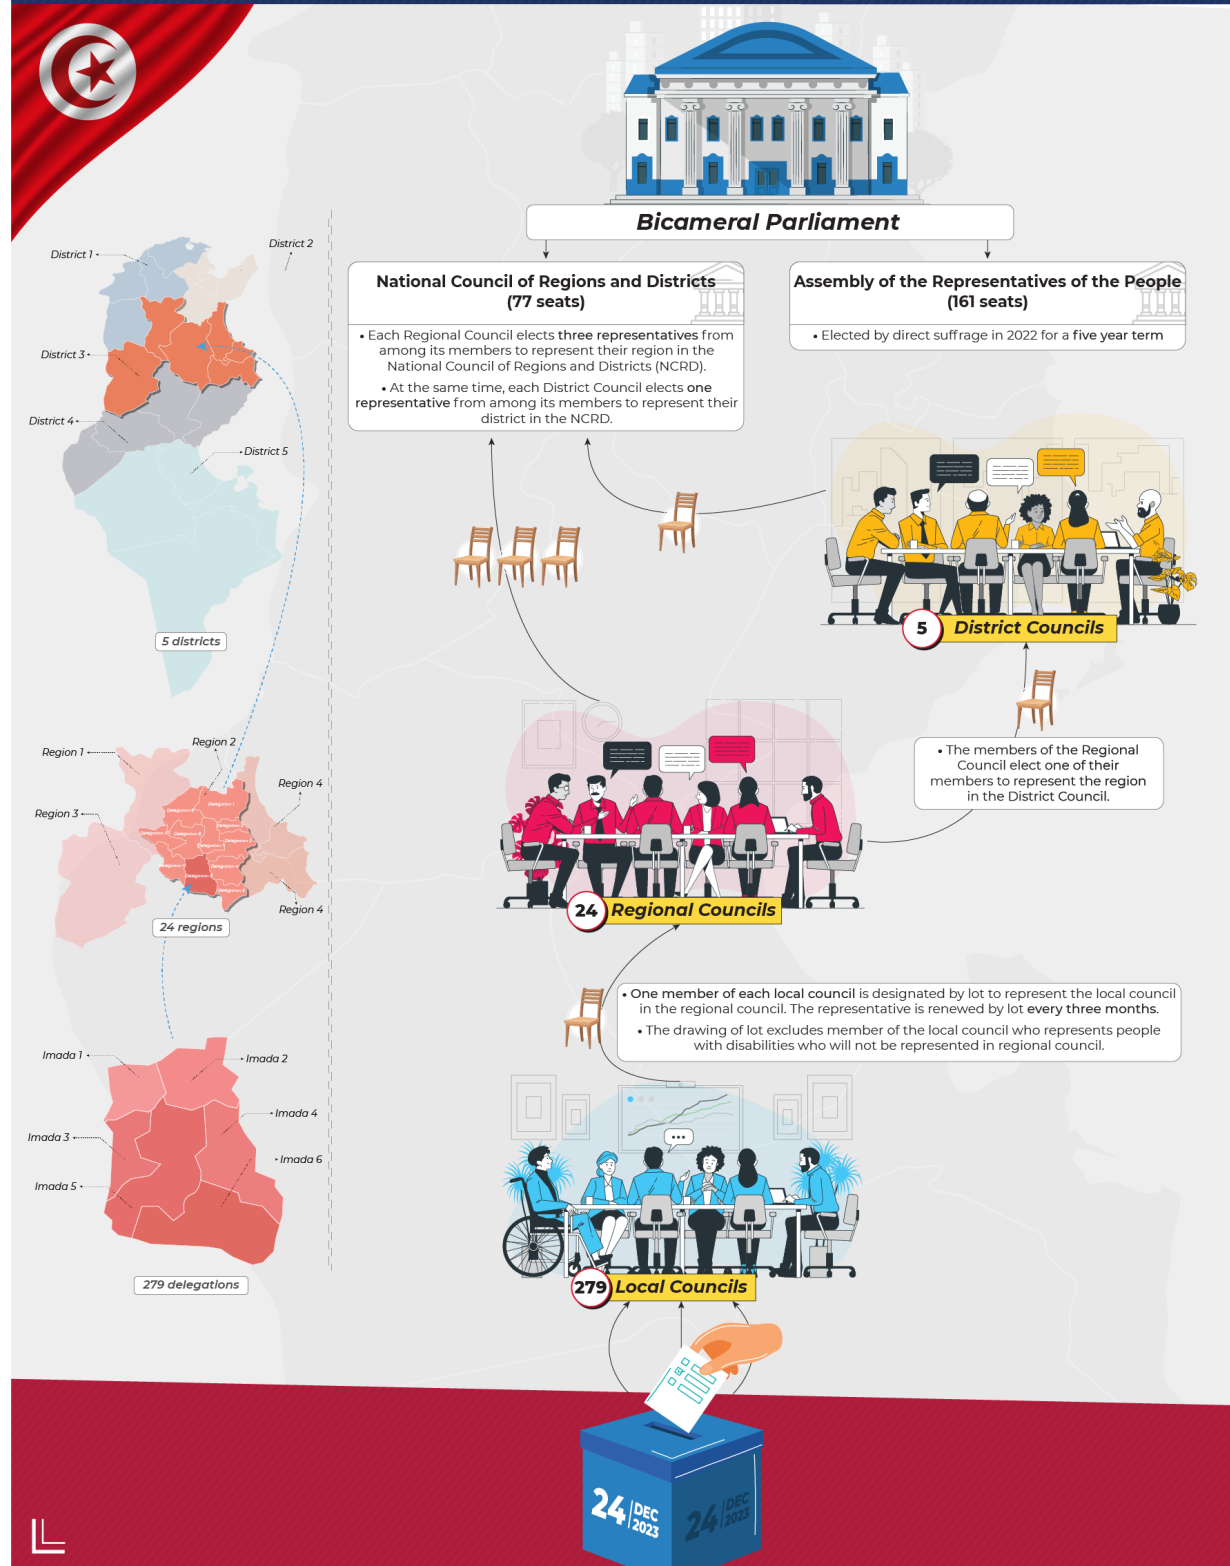 Bicameral Parliament
National Council of Regions and Districts
(77 seats)
• Each Regional Council elects three representatives from
among its members to represent their region in the
National Council of Regions and Districts (NCRD).
• At the same time, each District Council elects one
representative from among its members to represent their
district in the NCRD.
Assembly of the Representatives of the People
(161 seats)
• Elected by direct suffrage in 2022 for a five year term
District 1
District 2
District 3
District 4
District 5
5 districts
5 District Councils
• The members of the Regional
Council elect one of their
members to represent the region
in the District Council.
Region 1
Region 2
Region 4
Region 3
Region 4
24 regions
24 Regional Councils
• One member of each local council is designated by lot to represent the local council
in the regional council. The representative is renewed by lot every three months.
• The drawing of lot excludes member of the local council who represents people
with disabilities who will not be represented in regional council.
Imada 1
Imada 2
Imada 4
Imada 3
Imada 6
Imada 5
279 delegations
279 Local Councils
24 DEC
2023
24 DEC
2023